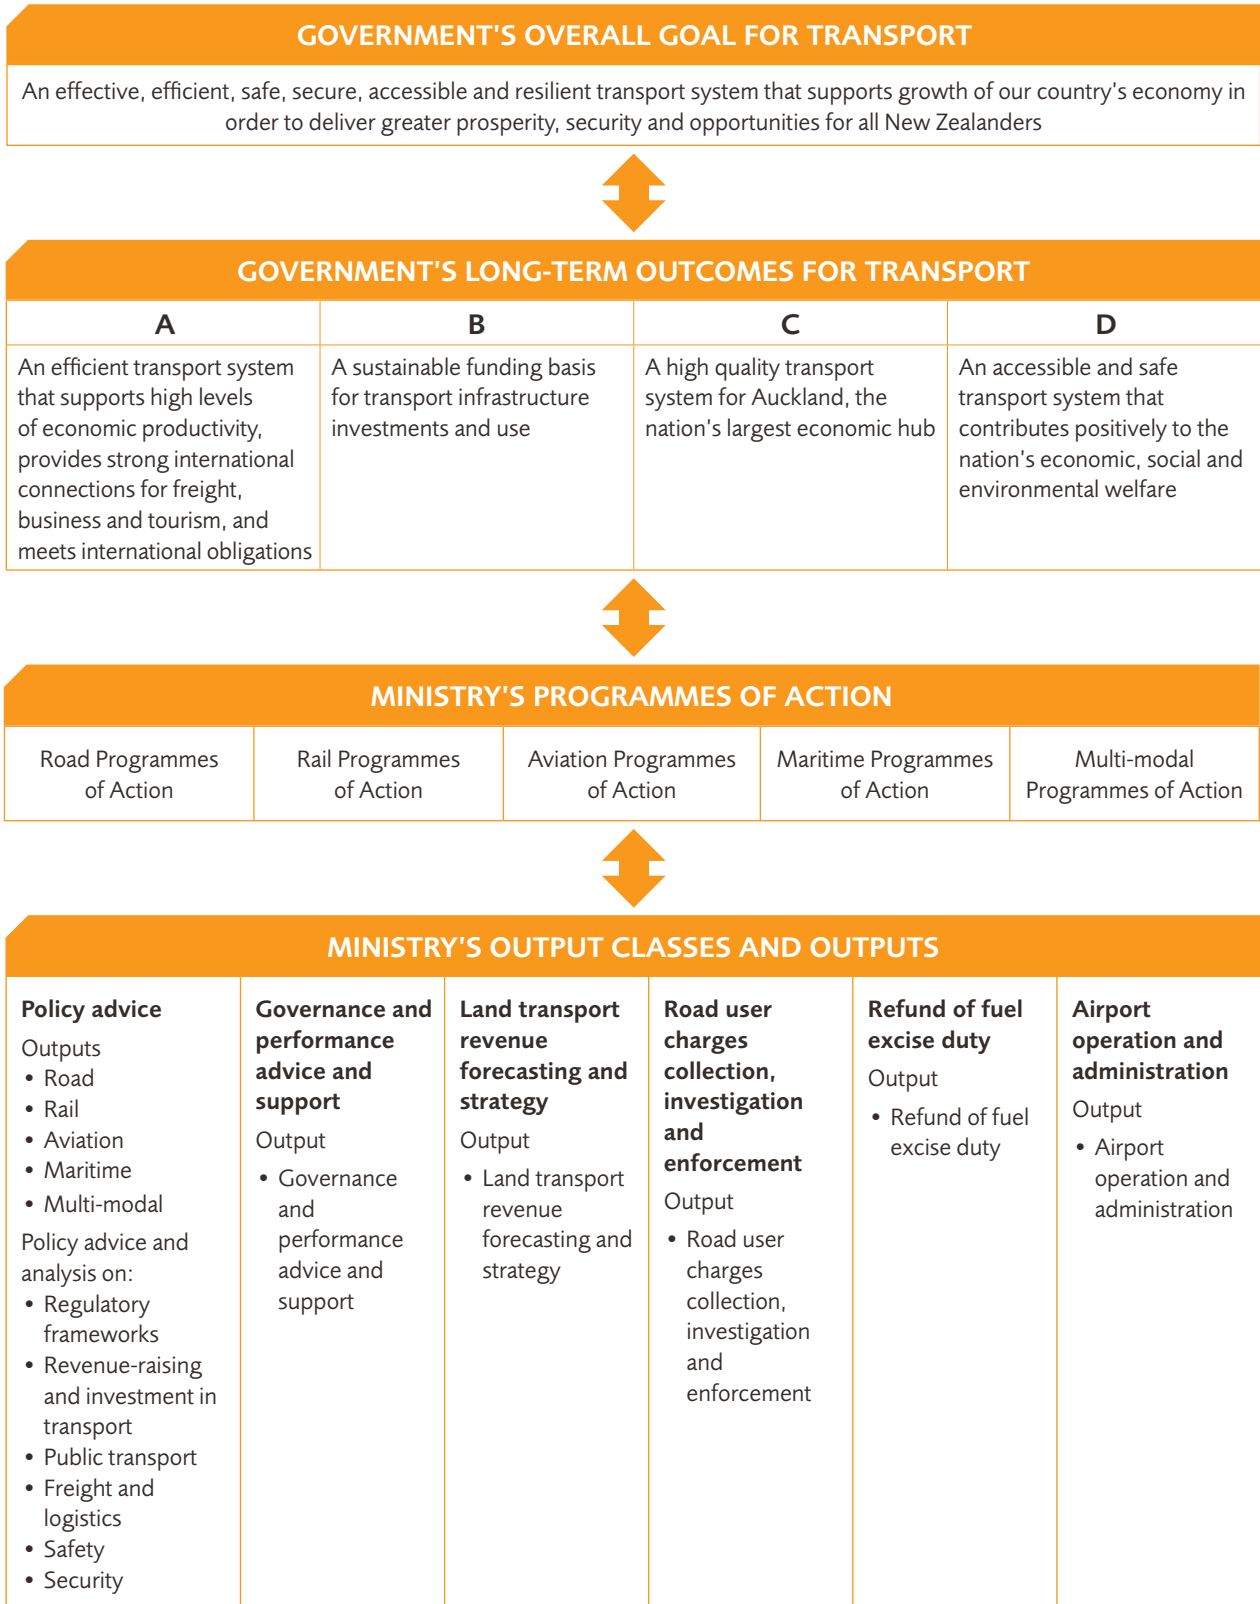 GOVERNMENT'S OVERALL GOAL FOR TRANSPORT
An effective, efficient, safe, secure, accessible and resilient transport system that supports growth of our country's economy in
order to deliver greater prosperity, security and opportunities for all New Zealanders
GOVERNMENT'S LONG-TERM OUTCOMES FOR TRANSPORT
A
An efficient transport system
that supports high levels
of economic productivity,
provides strong international
connections for freight,
business and tourism, and
meets international obligations
B
A sustainable funding basis
for transport infrastructure
investments and use
C
A high quality transport
system for Auckland, the
nation's largest economic hub
D
An accessible and safe
transport system that
contributes positively to the
nation's economic, social and
environmental welfare
MINISTRY'S PROGRAMMES OF ACTION
Road Programmes
of Action
Rail Programmes
of Action
Aviation Programmes
of Action
Maritime Programmes
of Action
Multi-modal
Programmes of Action
MINISTRY'S OUTPUT CLASSES AND OUTPUTS
Policy advice
Outputs
• Road
• Rail
• Aviation
• Maritime
• Multi-modal
Policy advice and
analysis on:
• Regulatory
frameworks
• Revenue-raising
and investment in
transport
• Public transport
• Freight and
logistics
• Safety
• Security
Governance and
performance
advice and
support
Output
• Governance
and
performance
advice and
support
Land transport
revenue
forecasting and
strategy
Output
• Land transport
revenue
forecasting and
strategy
Road user
charges
collection,
investigation
and
enforcement
Output
• Road user
charges
collection,
investigation
and
enforcement
Refund of fuel
excise duty
Output
• Refund of fuel
excise duty
Airport
operation and
administration
Output
• Airport
operation and
administration